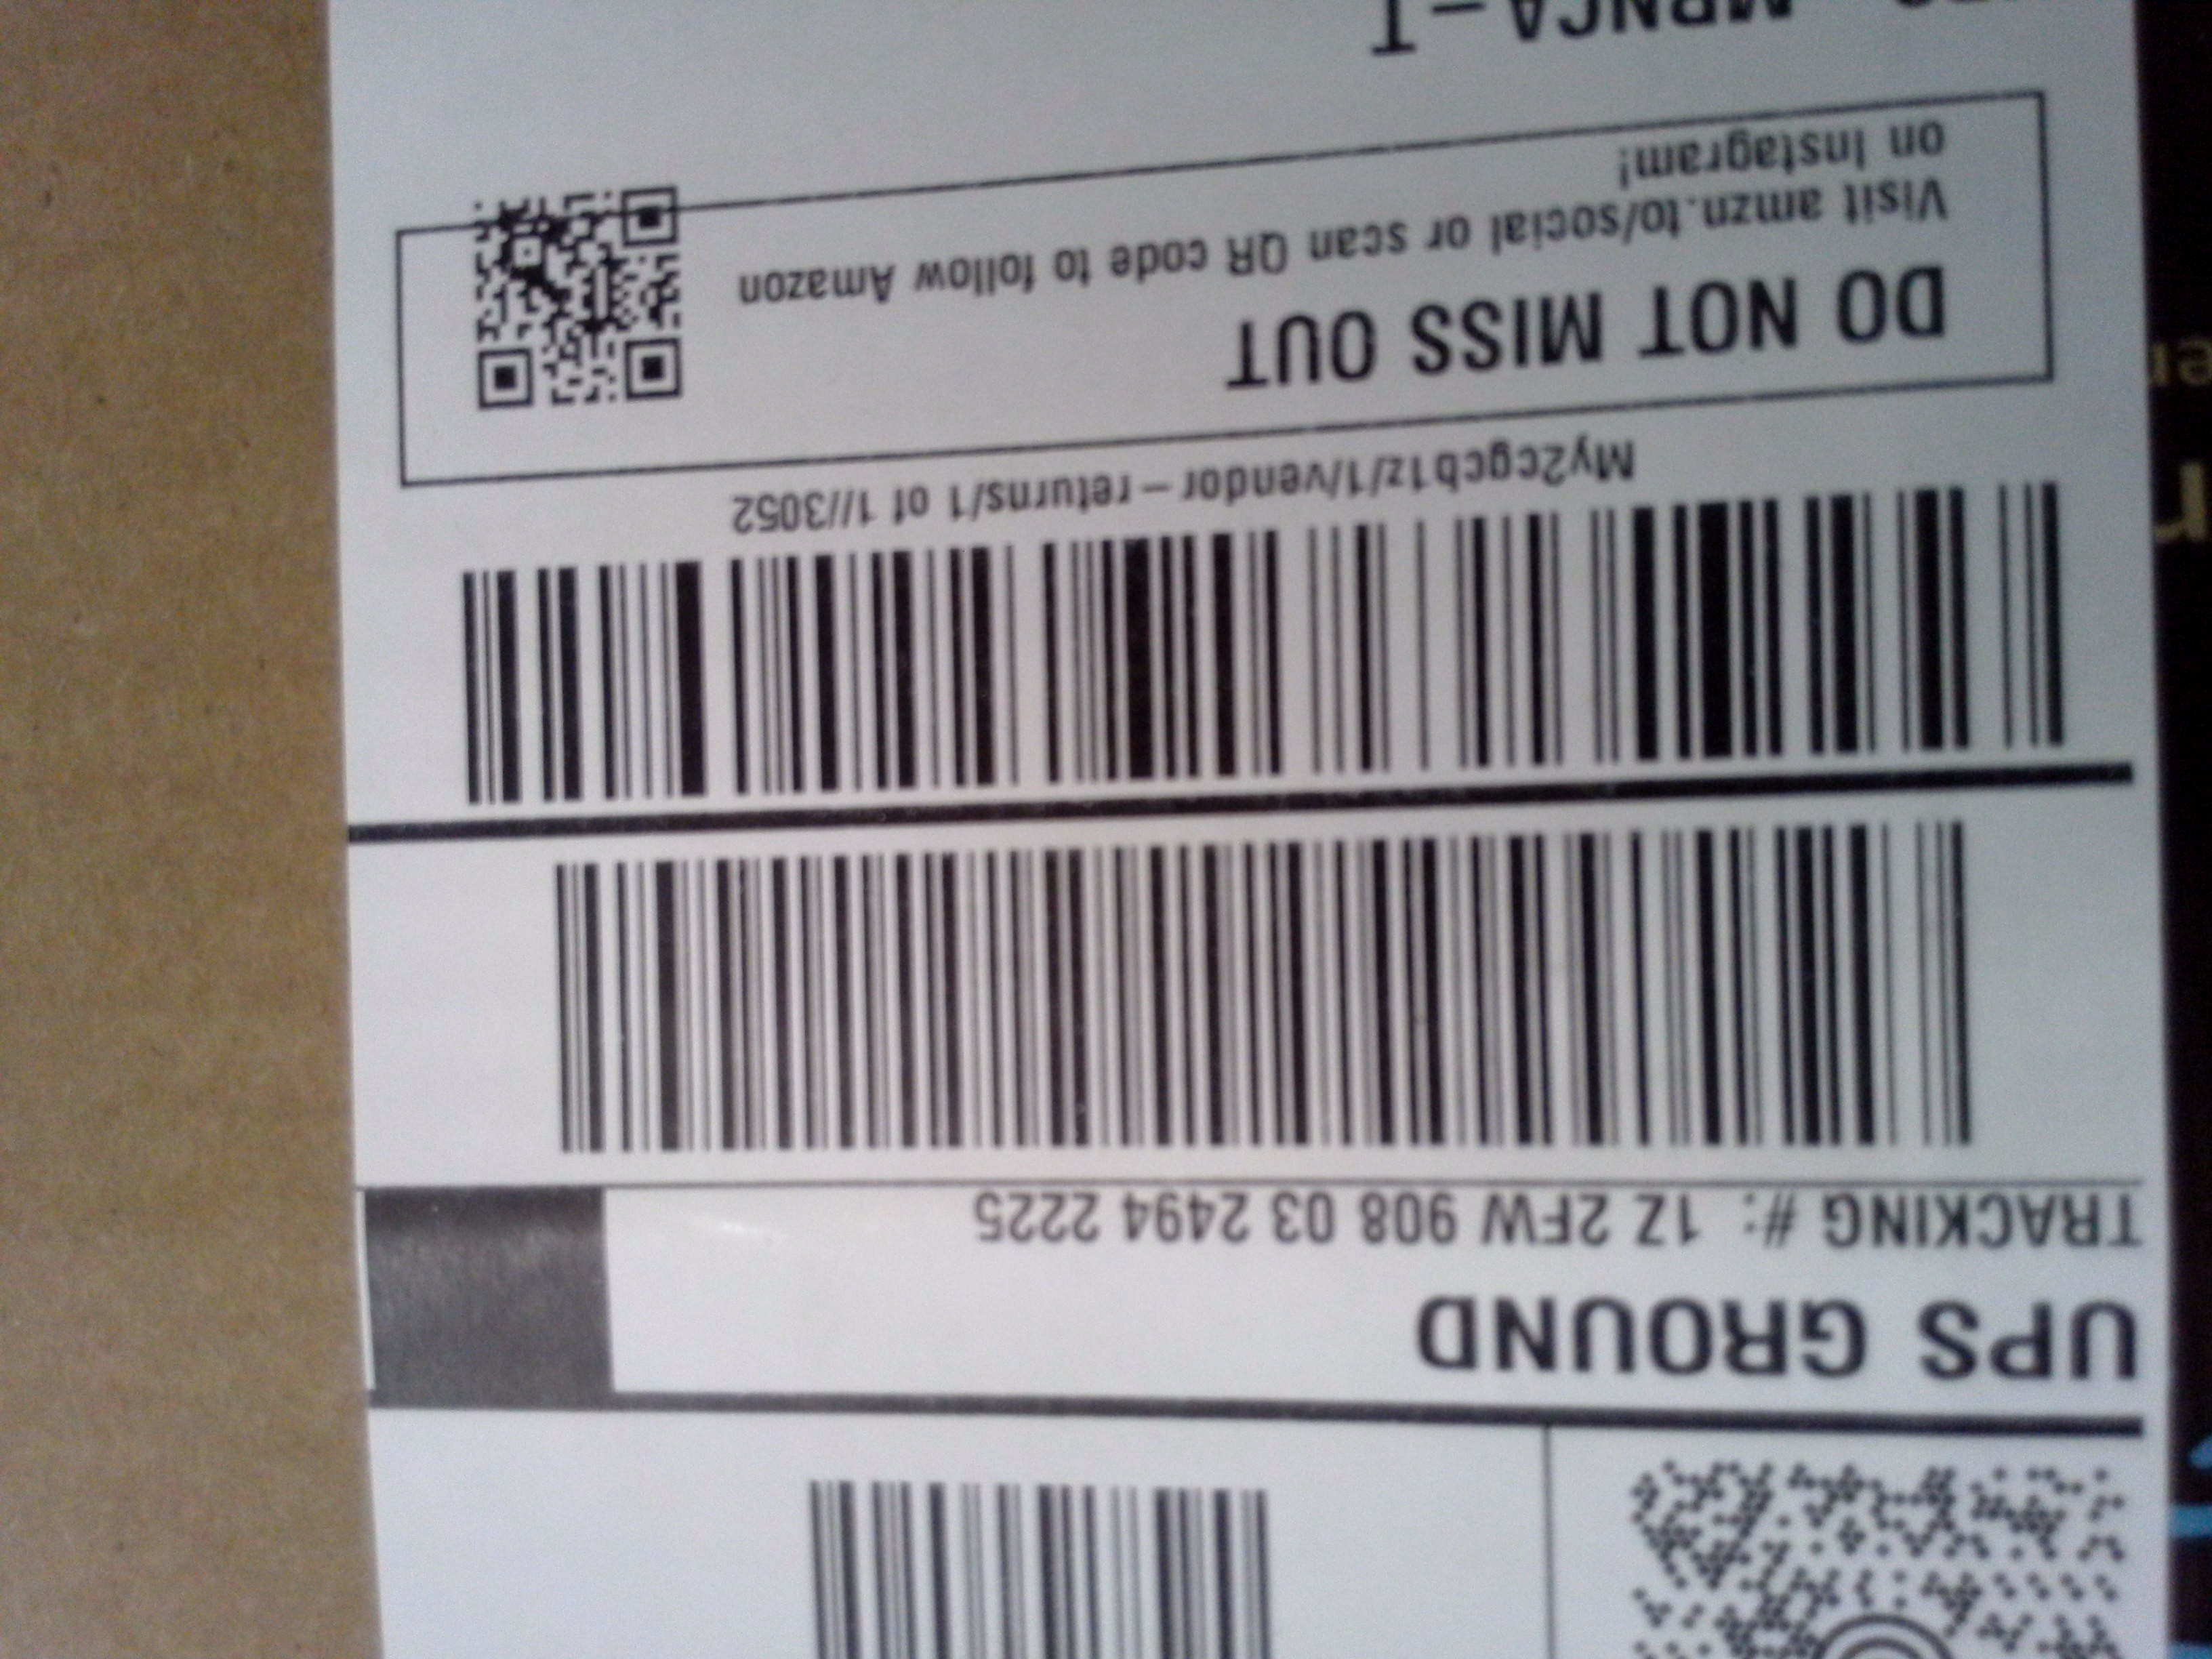 UPS GROUND
TRACKING #: 1Z 2FW 908 03 2494 2225
My2cgcb1z/1/vendor-returns/1 of 1//3052
DO NOT MISS OUT
Visit amzn.to/social or scan QR code to follow Amazon
on Instagram!